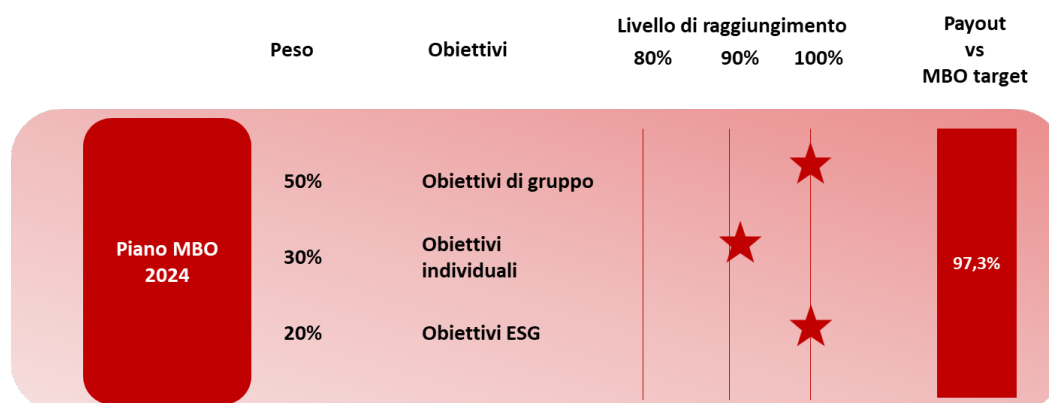 Peso
Obiettivi
Livello di raggiungimento
80%
90%
100%
Payout
vs
MBO target
Piano MBO
2024
50%
Obiettivi di gruppo
30%
Obiettivi
individuali
20%
Obiettivi ESG
97,3%